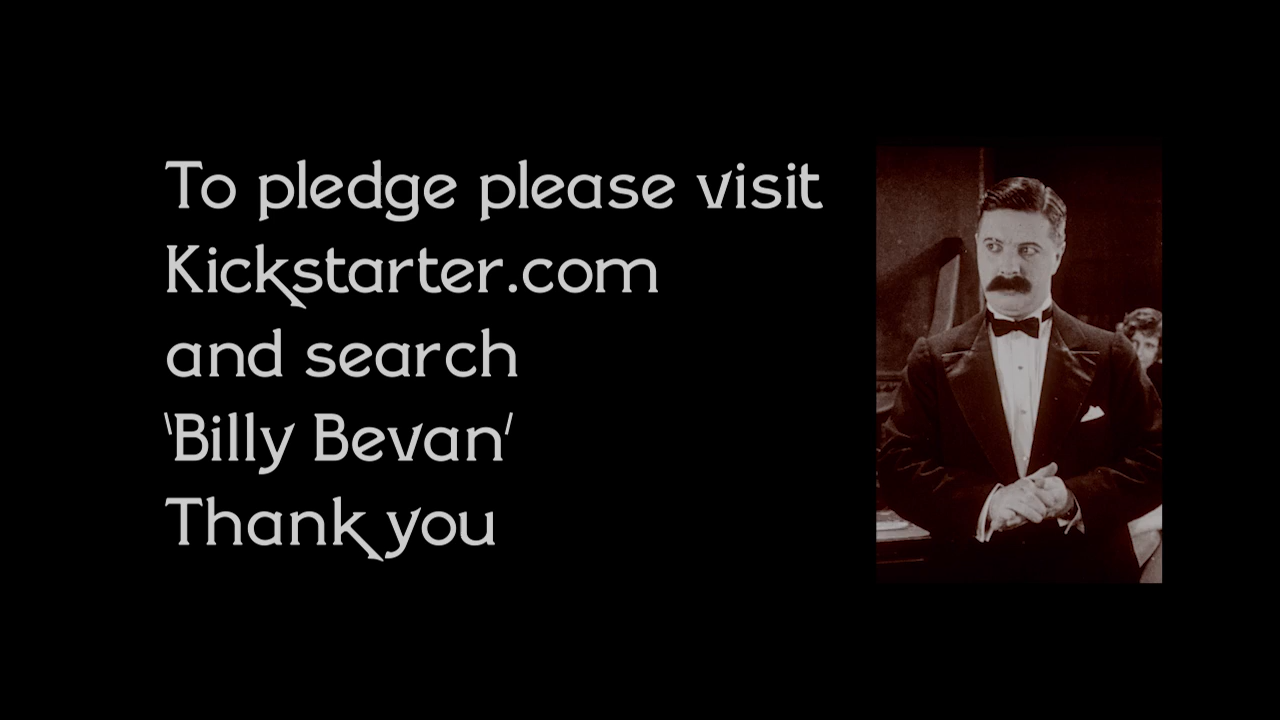 To pledge please visit
Kickstarter.com
and search
'Billy Bevan'
Thank you